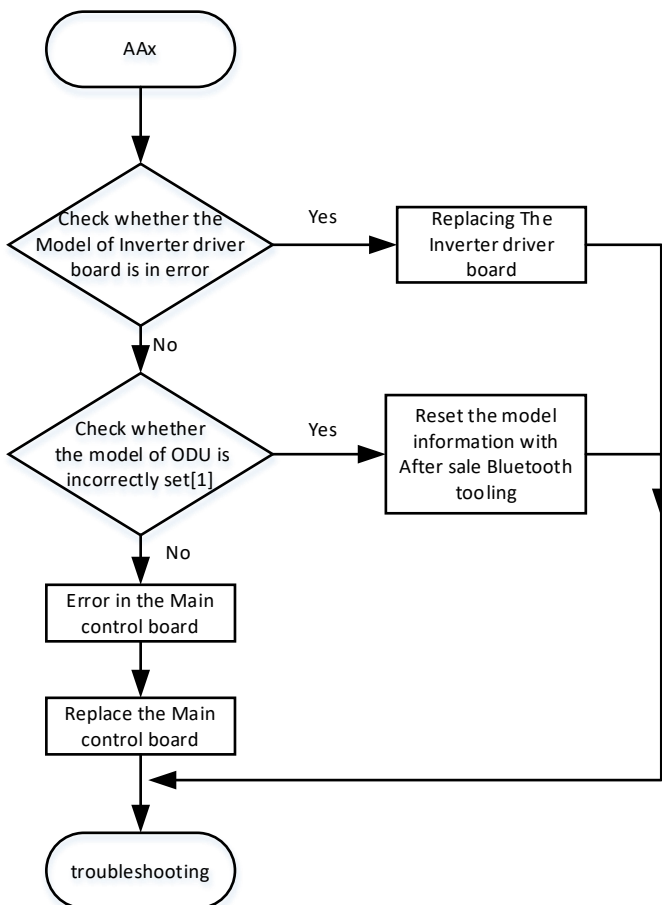 AAx
Check whether the
Model of Inverter driver
board is in error
Yes
Replacing The
Inverter driver
board
No
Check whether
the model of ODU is
incorrectly set[1]
Yes
Reset the model
information with
After sale Bluetooth
tooling
No
Error in the Main
control board
Replace the Main
control board
troubleshooting